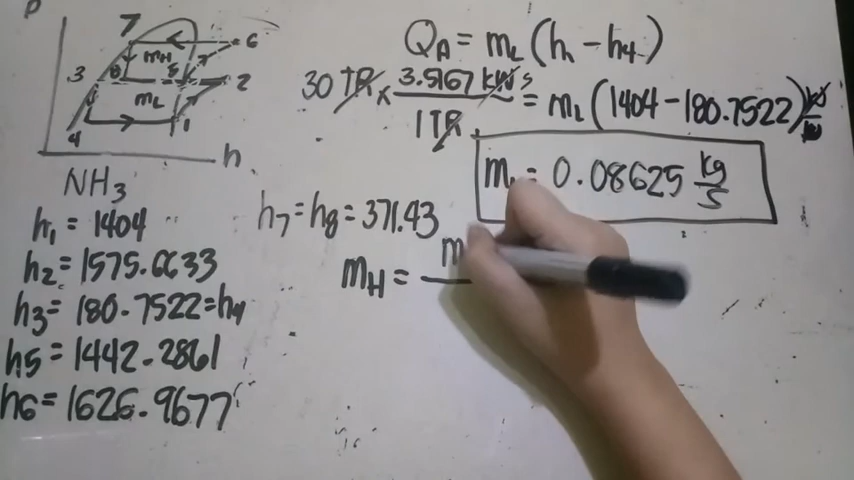 P
7
6
mH
3
8
5
2
mL
4
1
h
NH3
h1 = 1404
h2 = 1575.6633
h3 = 180.7522 = h4
h5 = 1442.2861
h6 = 1626.9677
QA = mL (h1 - h4)
30 TR x 3.5167 kW / 1 TR = mL (1404 - 180.7522)
m = 0.08625 kg/s
h7 = h8 = 371.43
mH = m